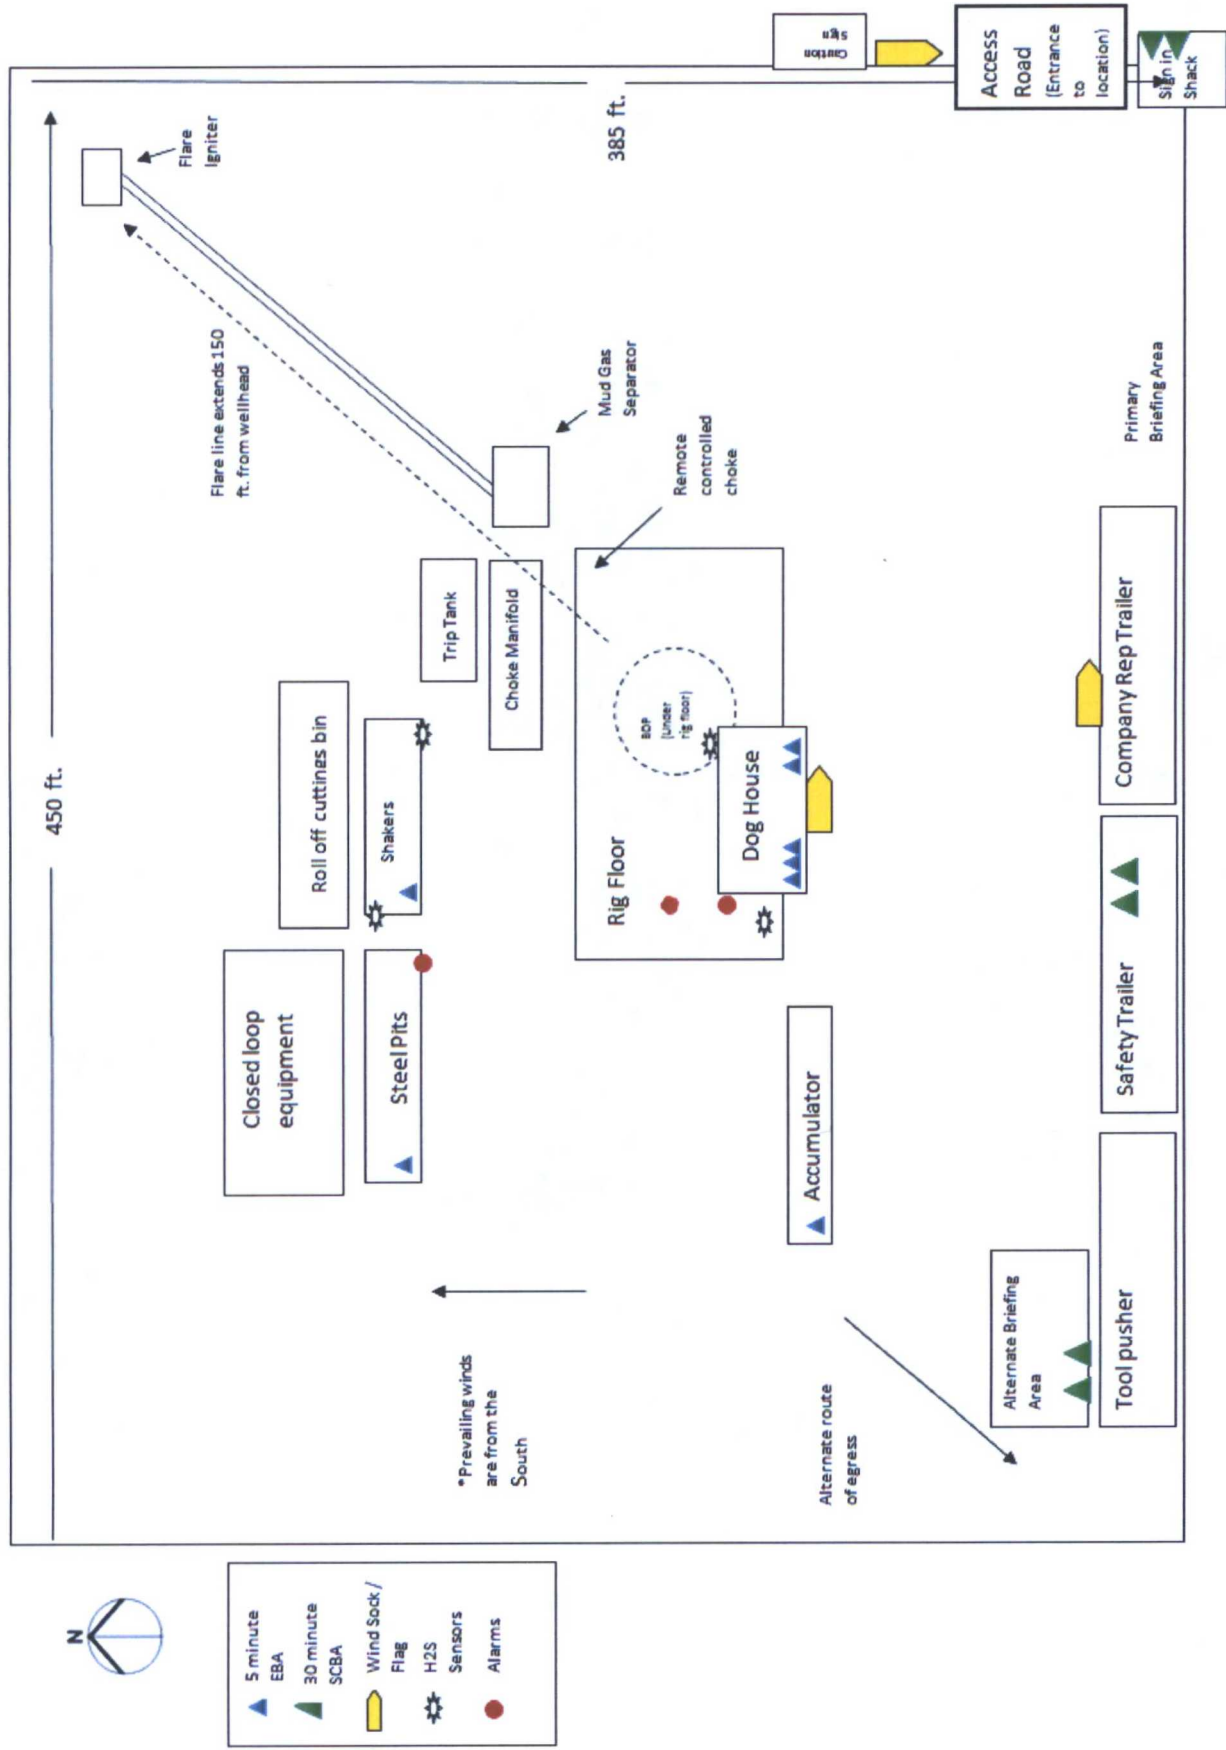 N
5 minute
EBA
30 minute
SCBA
Wind Sock /
Flag
H2S
Sensors
Alarms
450 ft.
385 ft.
Flare
Igniter
Flare line extends 150
ft. from wellhead
Mud Gas
Separator
Remote
controlled
choke
Trip Tank
Choke Manifold
Roll off cuttines bin
Shakers
Closed loop
equipment
Steel Pits
Rig Floor
BOP
(Under
rig floor)
Dog House
Accumulator
*Prevailing winds
are from the
South
Alternate route
of egress
Alternate Briefing
Area
Tool pusher
Safety Trailer
Company Rep Trailer
Primary
Briefing Area
Caution
Sign
Access
Road
(Entrance
to
location)
Sign in
Shack